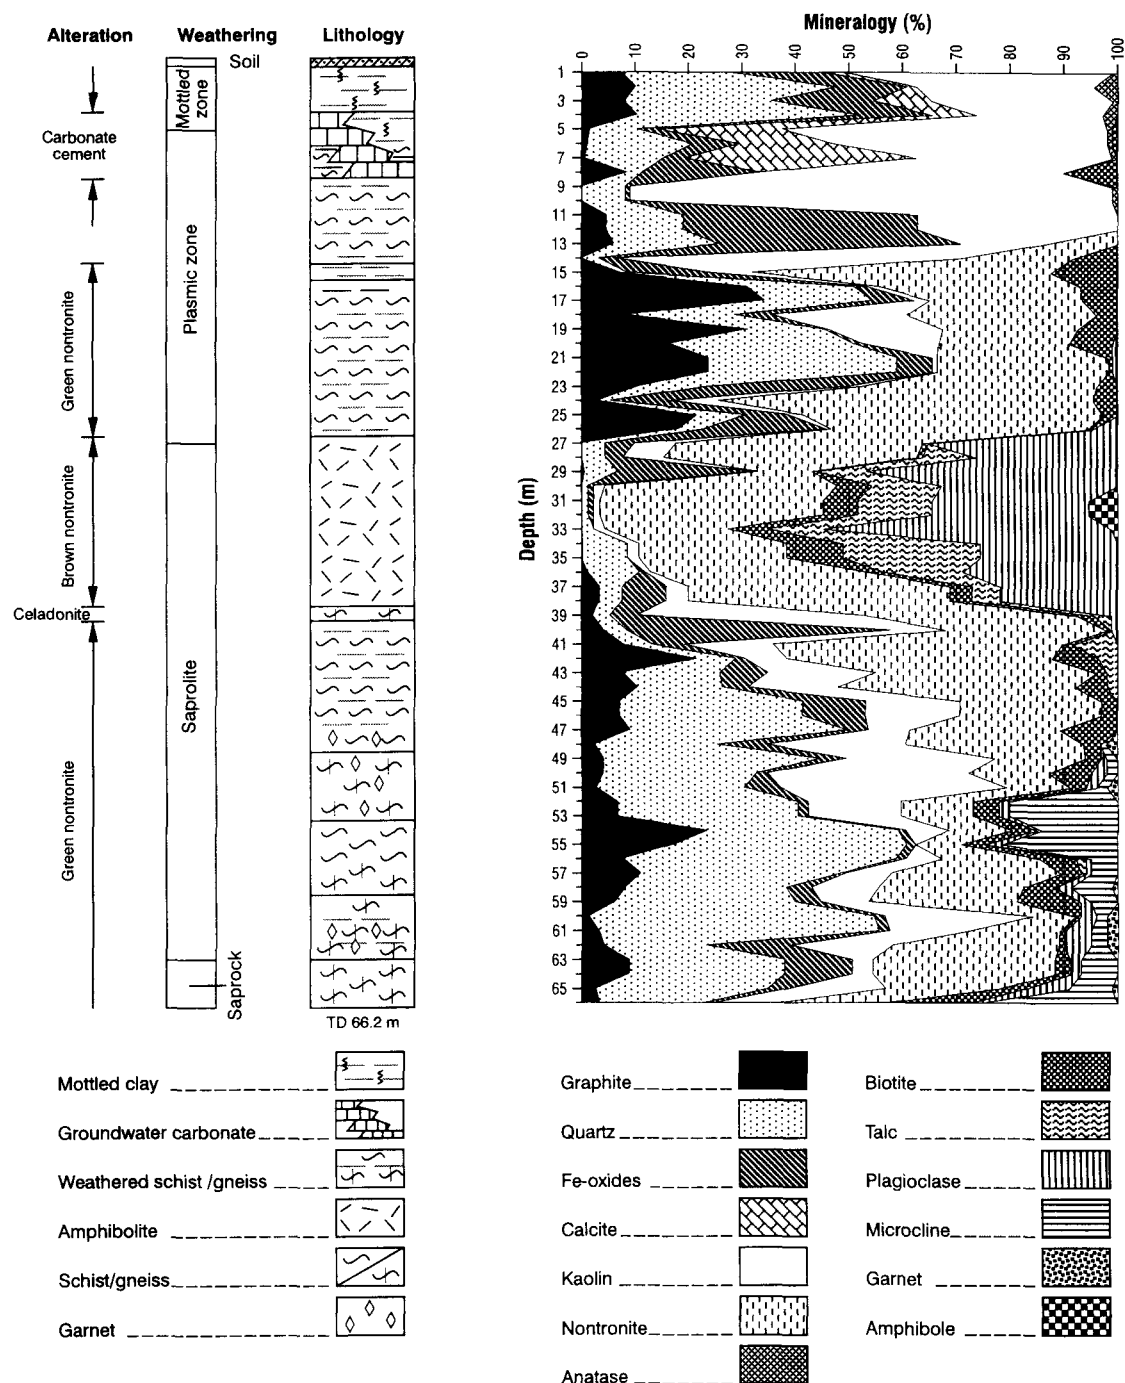 Alteration
Weathering
Lithology
Mineralogy (%)
Soil
0 10 20 30 40 50 60 70 80 90 100
Mottled zone
Carbonate
cement
Plasmic zone
Green nontronite
Brown nontronite
Celadonite
Saprolite
Green nontronite
Saprock
TD 66.2 m
Depth (m)
1
3
5
7
9
11
13
15
17
19
21
23
25
27
29
31
33
35
37
39
41
43
45
47
49
51
53
55
57
59
61
63
65
Mottled clay
Groundwater carbonate
Weathered schist /gneiss
Amphibolite
Schist/gneiss
Garnet
Graphite
Quartz
Fe-oxides
Calcite
Kaolin
Nontronite
Anatase
Biotite
Talc
Plagioclase
Microcline
Garnet
Amphibole